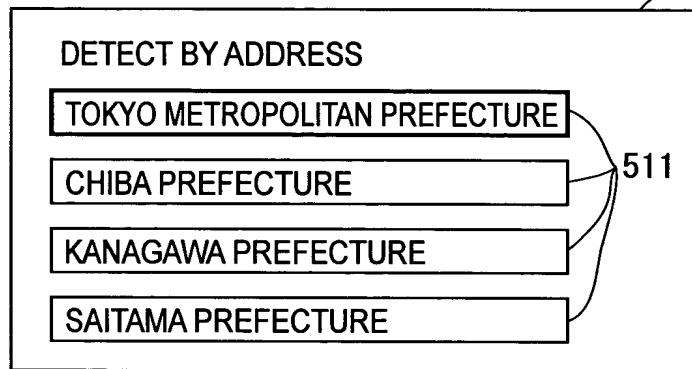 DETECT BY ADDRESS
TOKYO METROPOLITAN PREFECTURE
CHIBA PREFECTURE
511
KANAGAWA PREFECTURE
SAITAMA PREFECTURE